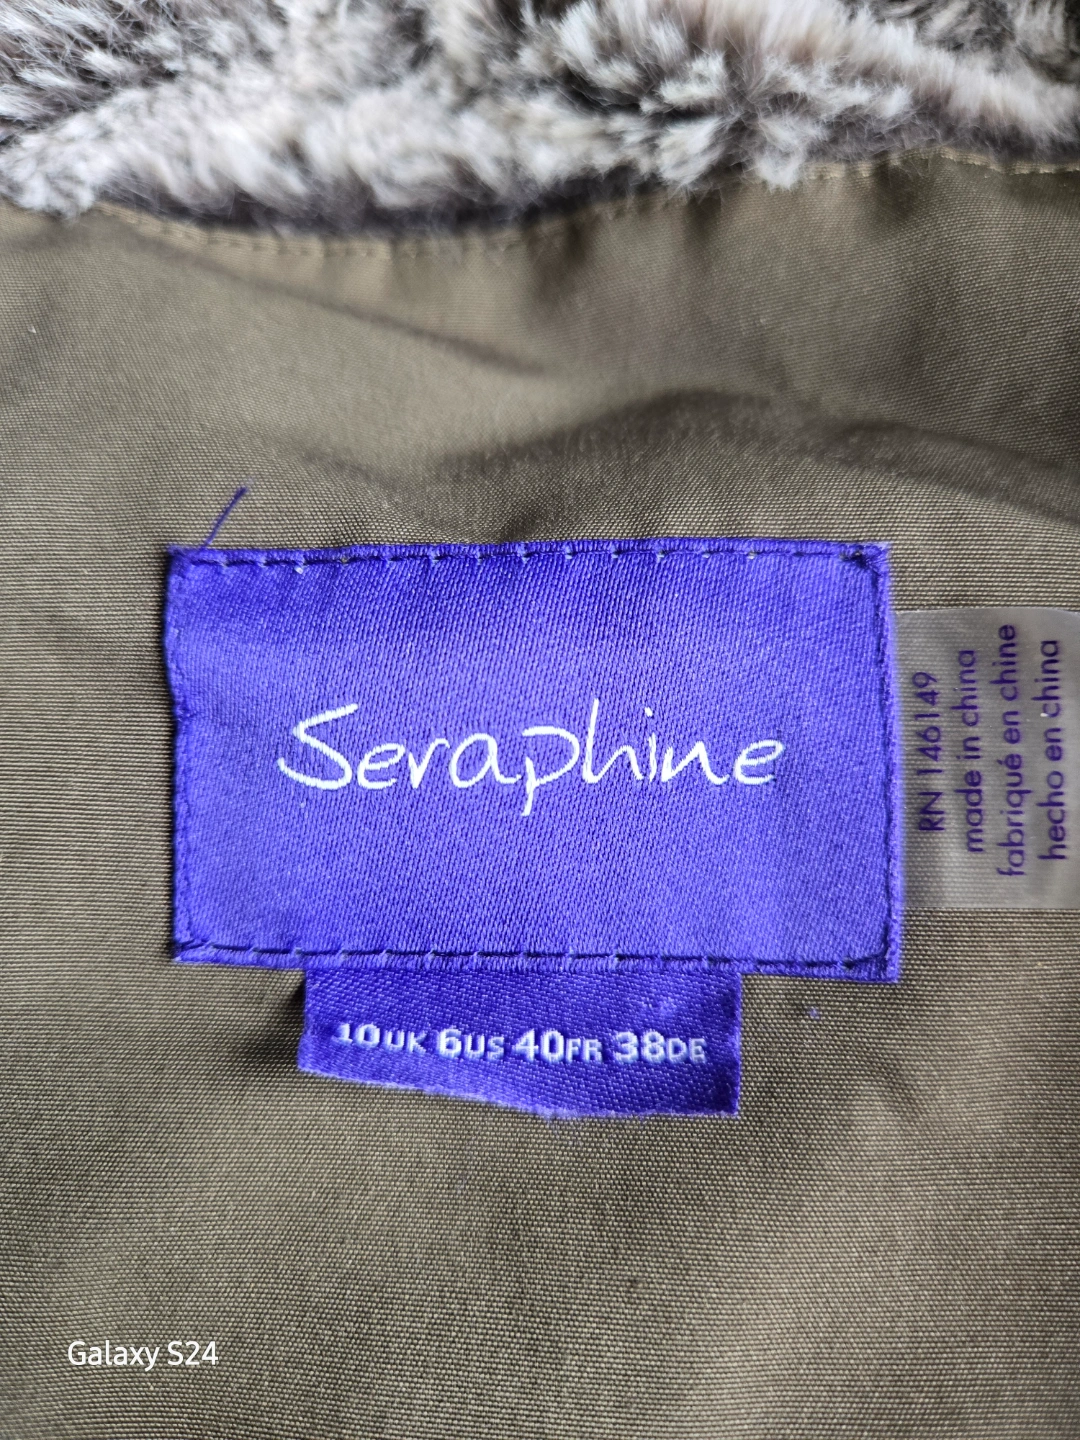 Seraphine
10UK 6US 40FR 38DE
RN 146149
made in china
fabriqué en chine
hecho en china
Galaxy S24